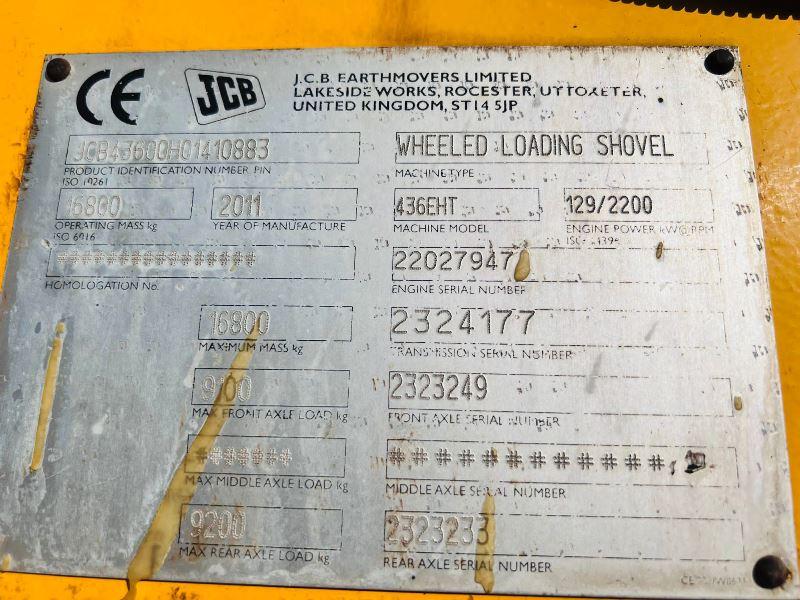 CE JCB J.C.B. EARTHMOVERS LIMITED
LAKESIDE WORKS, ROCESTER, UTTOXETER,
UNITED KINGDOM, ST14 5JP
JCB43600H01410883 WHEELED LOADING SHOVEL
PRODUCT IDENTIFICATION NUMBER PIN MACHINE TYPE
ISO 10261
16800 2011 436EHT 129/2200
OPERATING MASS kg YEAR OF MANUFACTURE MACHINE MODEL ENGINE POWER kW@RPM
ISO 6016
############### 22027947
HOMOLOGATION No. ENGINE SERIAL NUMBER
16800 2324177
MAXIMUM MASS kg TRANSMISSION SERIAL NUMBER
9100 2323249
MAX FRONT AXLE LOAD kg FRONT AXLE SERIAL NUMBER
####### ############
MAX MIDDLE AXLE LOAD kg MIDDLE AXLE SERIAL NUMBER
9200 2323233
MAX REAR AXLE LOAD kg REAR AXLE SERIAL NUMBER